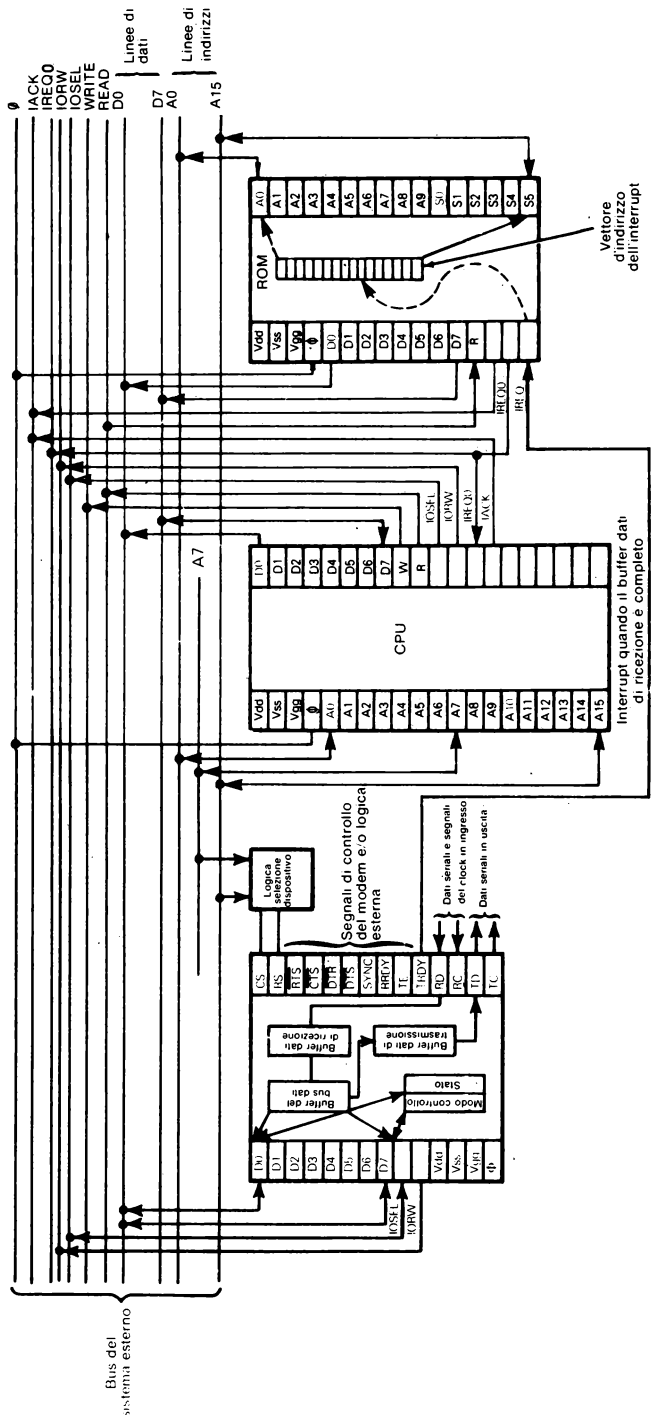 Bus del
sistema esterno
ø
IACK
IREQ0
IORW
IOSEL
WRITE
READ
D0
D7
A0
A15
Linee di
dati
Linee di
indirizzi
A7
Logica
selezione
dispositivo
D0
D1
D2
D3
D4
D5
D6
D7
IOSEL
IORW
Vdd
Vss
Vgg
Φ
Buffer del
bus dati
Buffer dati
di ricezione
Buffer dati di
trasmissione
Modo controllo
Stato
CS
RS
RTS
CTS
DTR
DTS
SYNC
RRDY
TE
TRDY
RD
RC
TD
TC
Segnali di controllo
del modem e/o logica
esterna
Dati seriali e segnali
del clock in ingresso
Dati seriali in uscita
Vdd
Vss
Vgg
Φ
A0
A1
A2
A3
A4
A5
A6
A7
A8
A9
A10
A11
A12
A13
A14
A15
CPU
D0
D1
D2
D3
D4
D5
D6
D7
W
R
IOSEL
IORW
IREQ0
IACK
Interrupt quando il buffer dati
di ricezione è completo
Vdd
Vss
Vgg
Φ
D0
D1
D2
D3
D4
D5
D6
D7
R
IREQ0
IREQ
ROM
A0
A1
A2
A3
A4
A5
A6
A7
A8
A9
S0
S1
S2
S3
S4
S5
Vettore
d'indirizzo
dell'interrupt